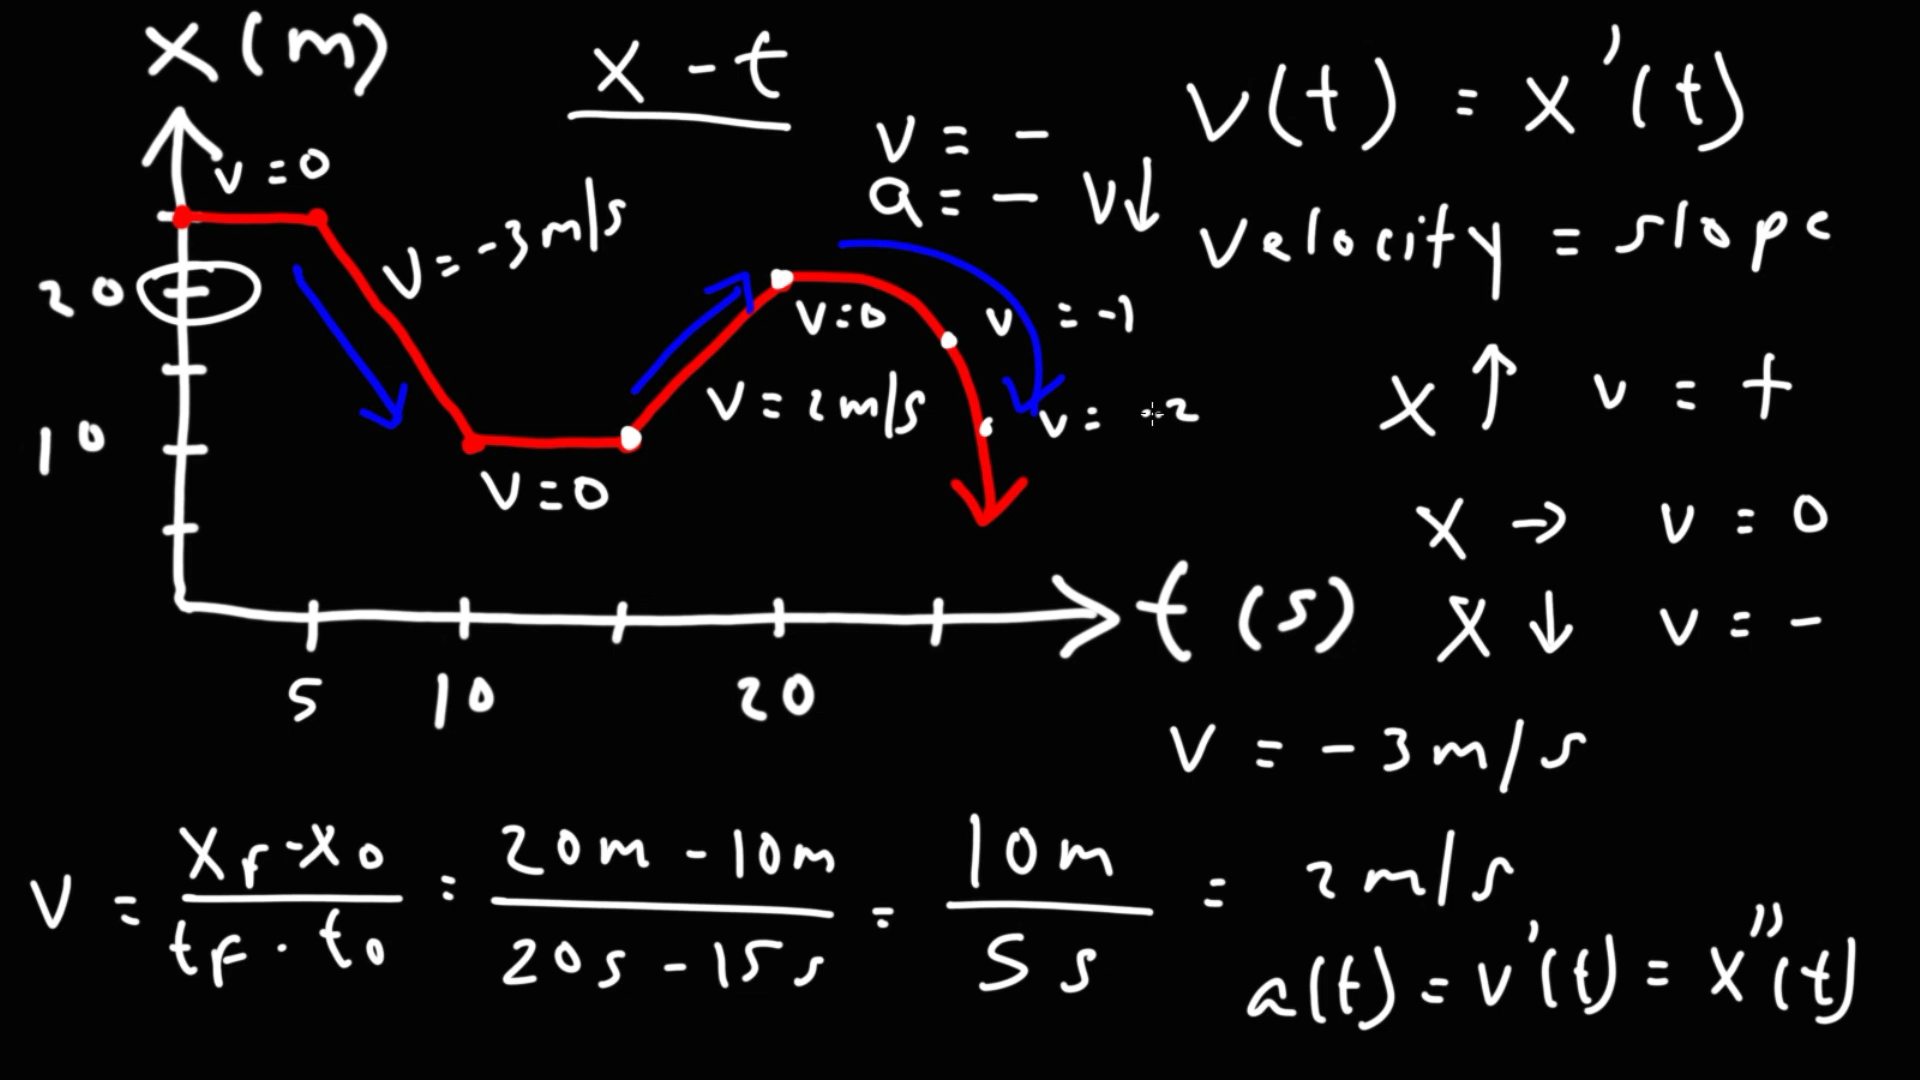 x (m)
x - t
v(t) = x'(t)
v = -
a = - v↓
v = 0
v = -3 m/s
velocity = slope
20
v = 0
v = -1
x ↑ v = +
v = 2 m/s
v = -2
10
v = 0
x → v = 0
x ↓ v = -
t (s)
5 10 20
v = -3 m/s
v = xf - x0 / tf - t0 = 20m - 10m / 20s - 15s = 10m / 5s = 2 m/s
a(t) = v'(t) = x''(t)